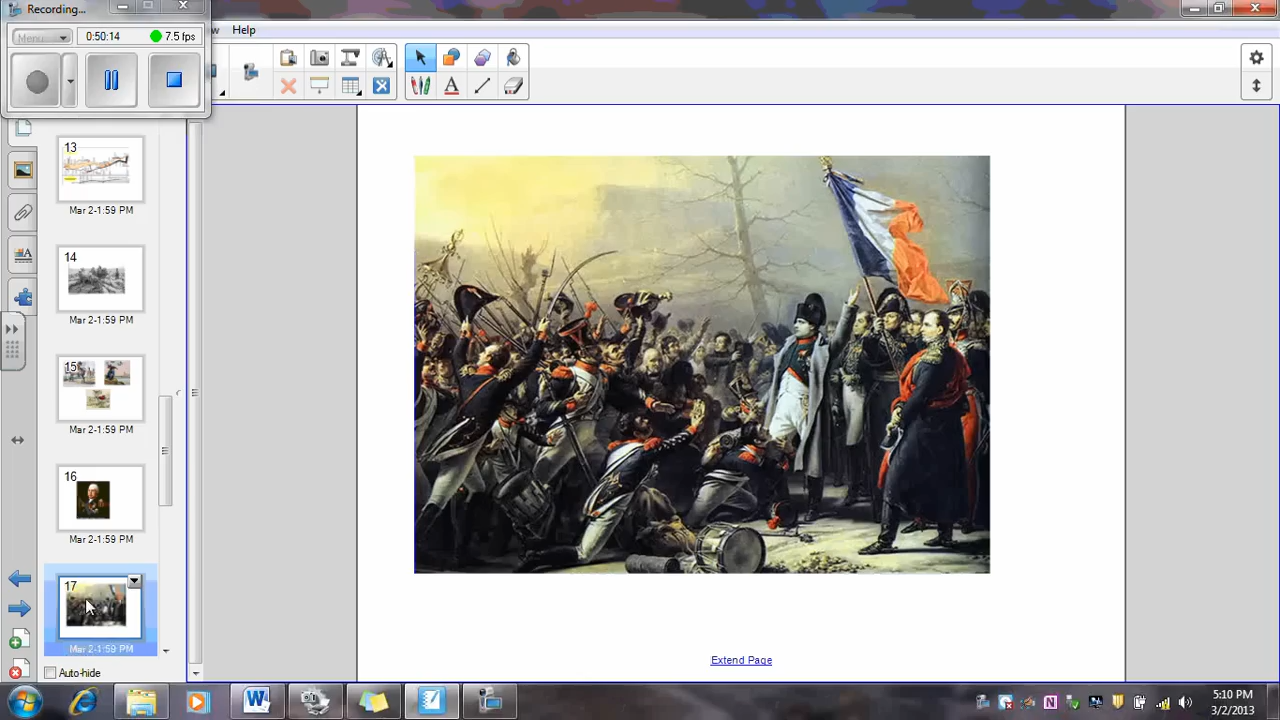 Recording...
Menu
0:50:14
7.5 fps
w
Help
13
Mar 2-1:59 PM
14
Mar 2-1:59 PM
15
Mar 2-1:59 PM
16
Mar 2-1:59 PM
17
Mar 2-1:59 PM
Extend Page
Auto-hide
5:10 PM
3/2/2013